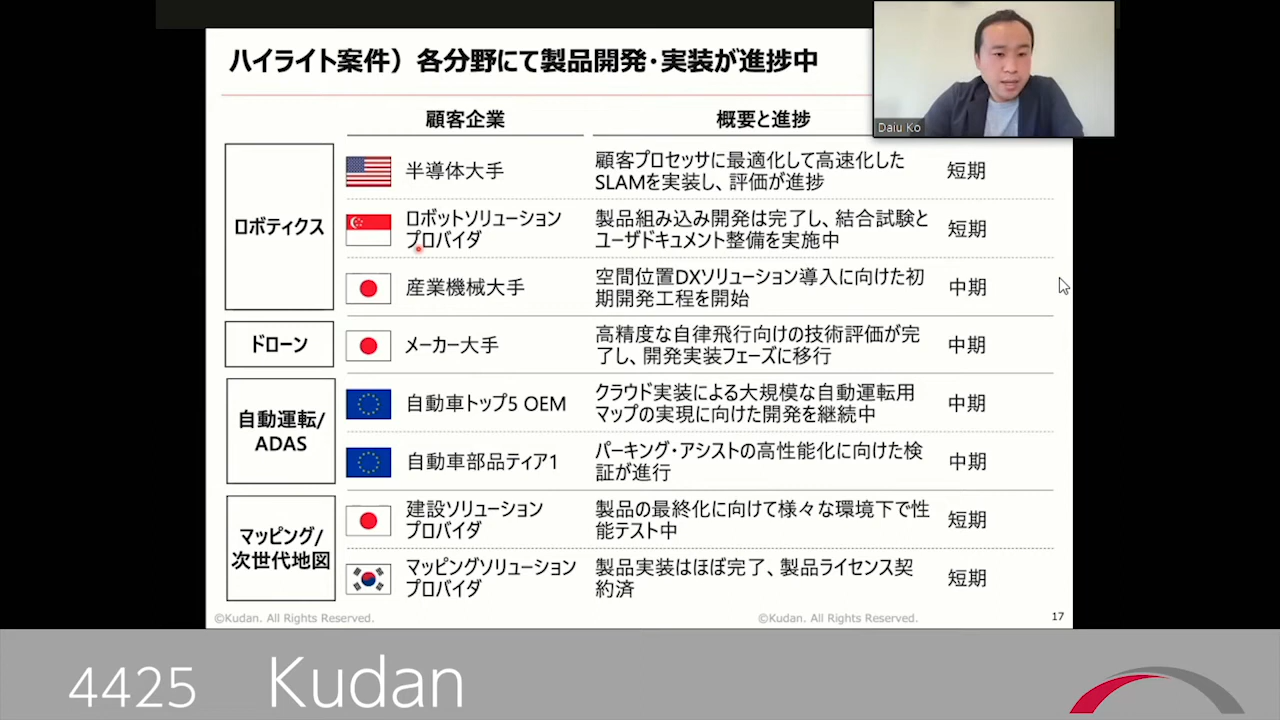 ハイライト案件）各分野にて製品開発・実装が進捗中
Daiu Ko
顧客企業
概要と進捗
ロボティクス
半導体大手
顧客プロセッサに最適化して高速化した
SLAMを実装し、評価が進捗
短期
ロボットソリューション
プロバイダ
製品組み込み開発は完了し、結合試験と
ユーザドキュメント整備を実施中
短期
産業機械大手
空間位置DXソリューション導入に向けた初
期開発工程を開始
中期
ドローン
メーカー大手
高精度な自律飛行向けの技術評価が完
了し、開発実装フェーズに移行
中期
自動運転/
ADAS
自動車トップ5 OEM
クラウド実装による大規模な自動運転用
マップの実現に向けた開発を継続中
中期
自動車部品ティア1
パーキング・アシストの高性能化に向けた検
証が進行
中期
マッピング/
次世代地図
建設ソリューション
プロバイダ
製品の最終化に向けて様々な環境下で性
能テスト中
短期
マッピングソリューション
プロバイダ
製品実装はほぼ完了、製品ライセンス契
約済
短期
©Kudan. All Rights Reserved.
©Kudan. All Rights Reserved.
17
4425 Kudan